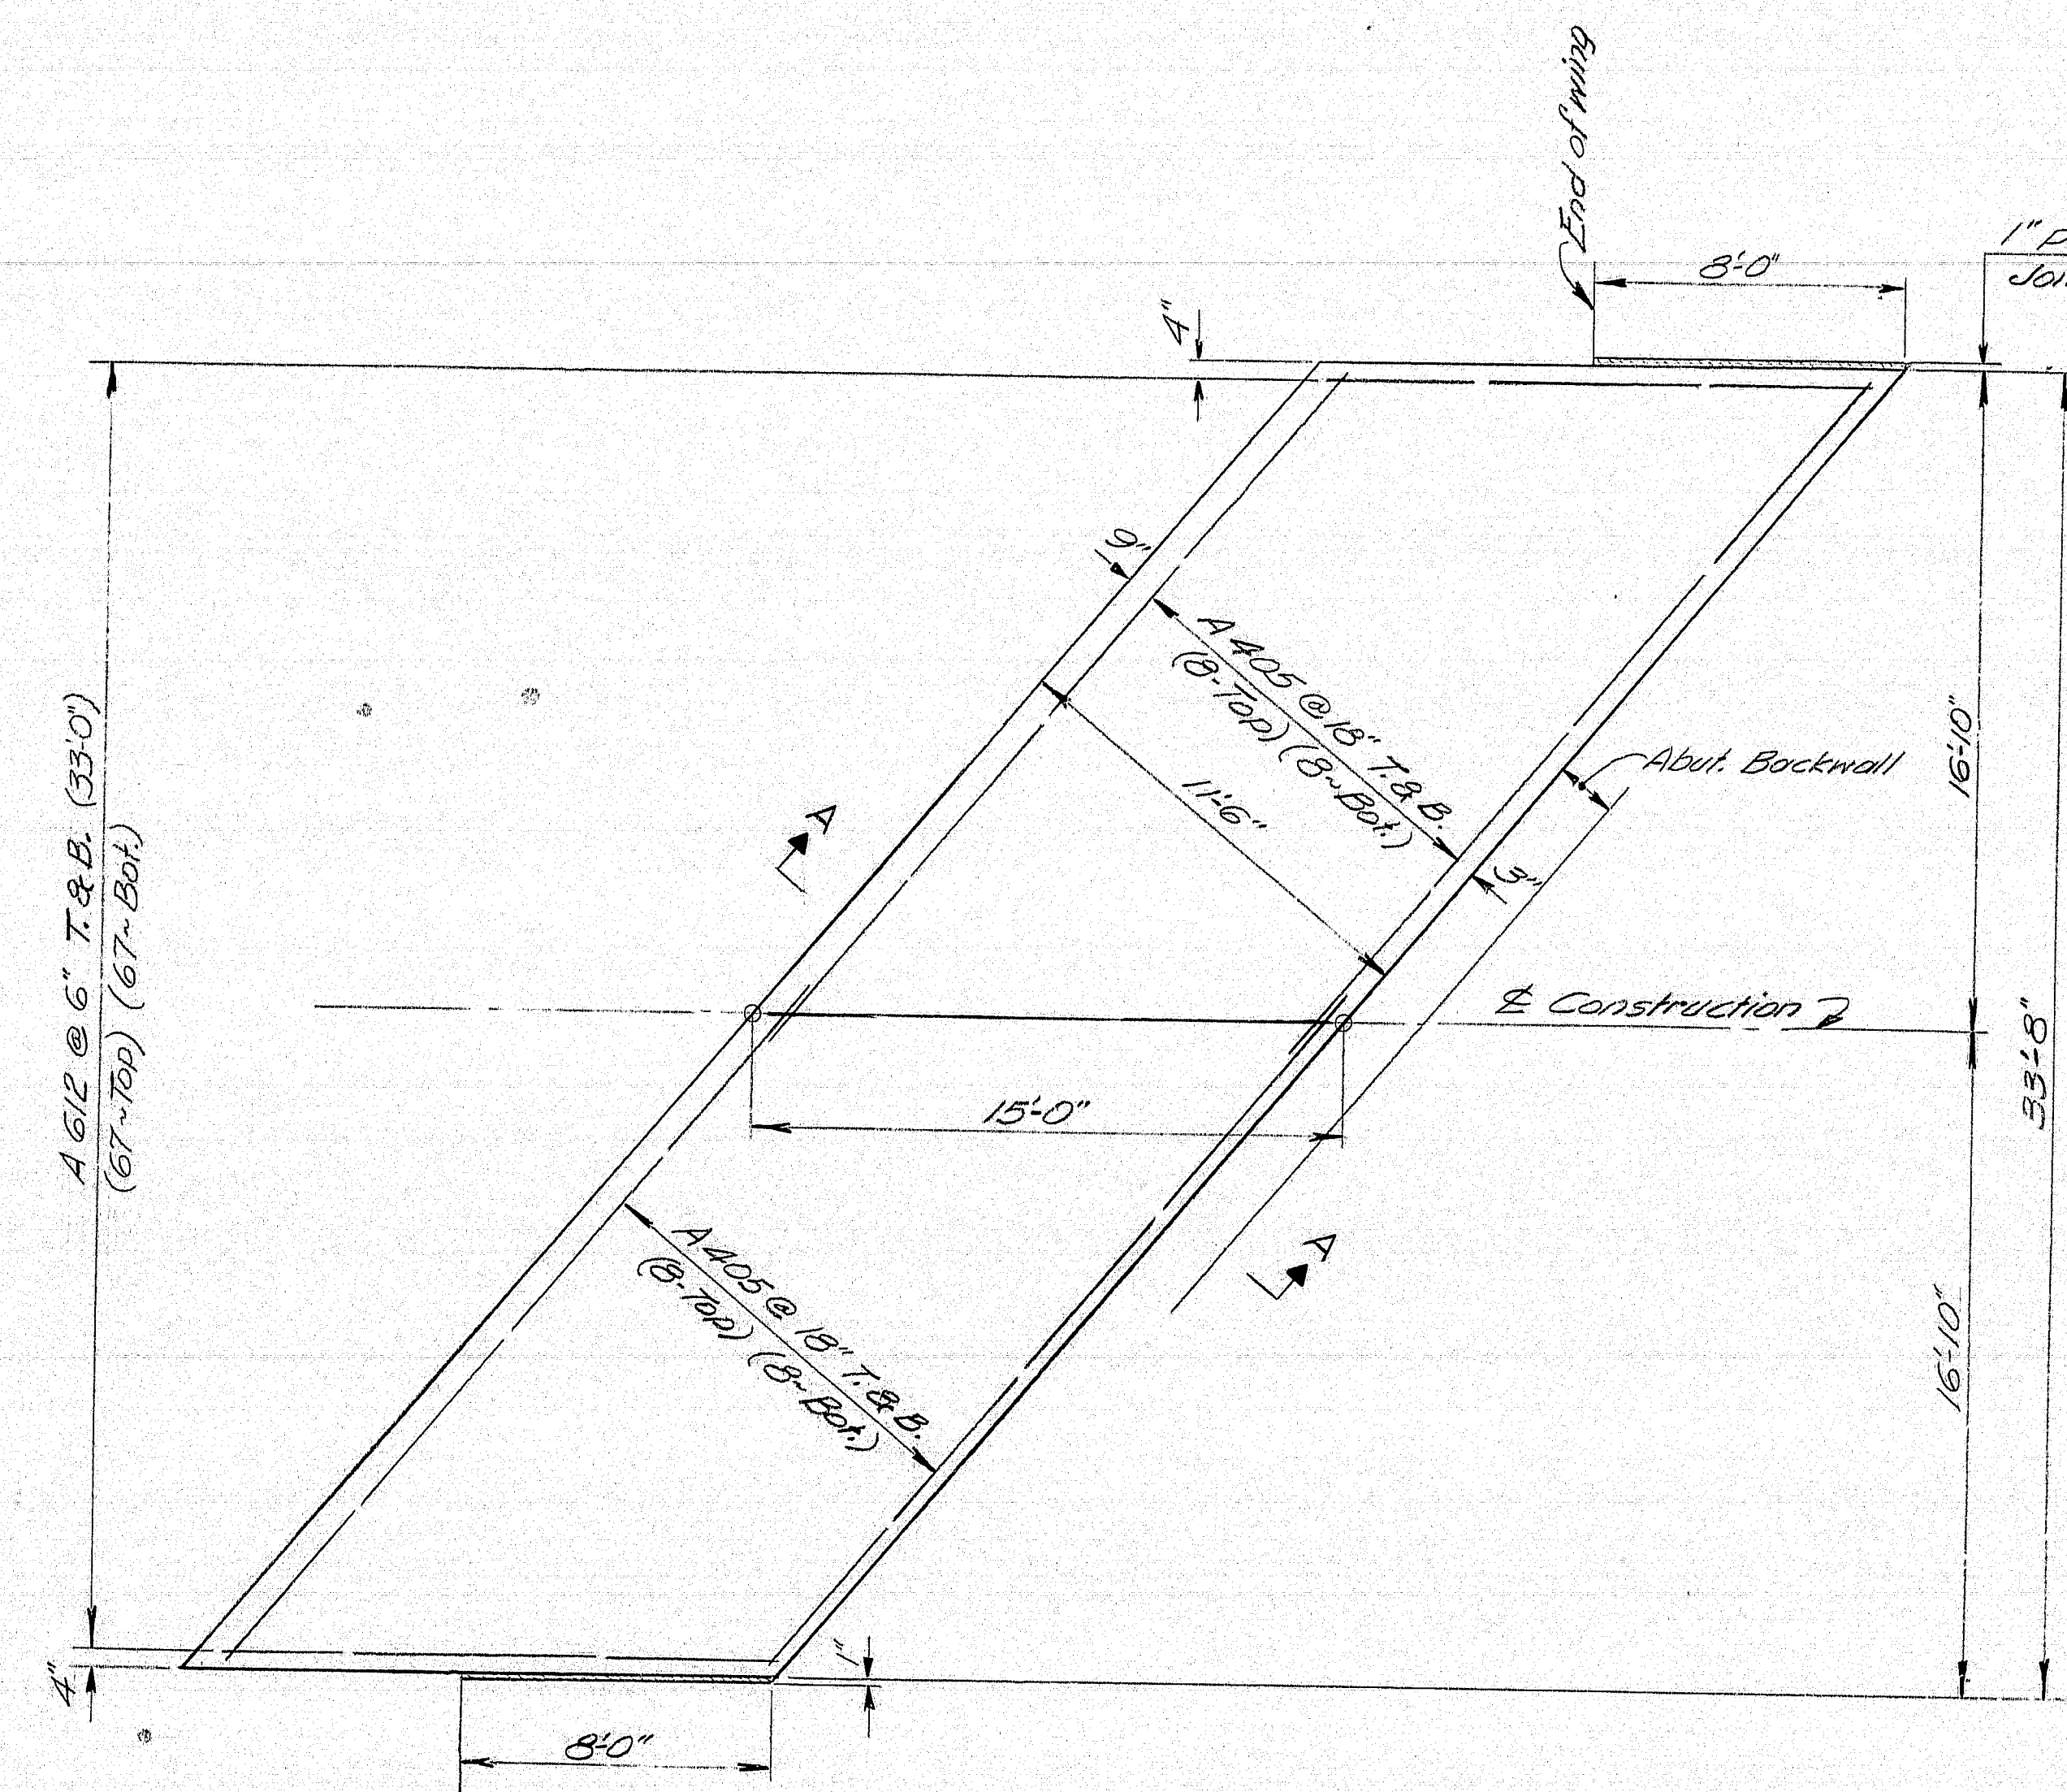 End of wing
1" P
Join
8'-0"
4"
9"
A 405 @ 18" T. & B.
(8-Top) (8~Bot.)
11'-6"
Abut. Backwall
16'-10"
3"
A
A 612 @ 6" T. & B. (33'-0")
(67~Top) (67~Bot.)
℄ Construction
33'-8"
15'-0"
A
A 405 @ 18" T. & B.
(8-Top) (8~Bot.)
16'-10"
1"
4"
8'-0"